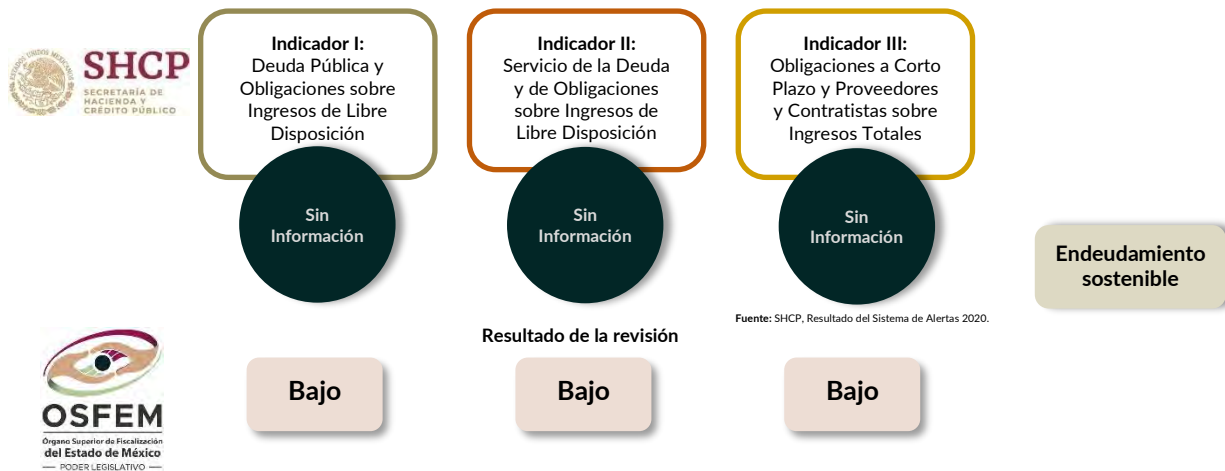 SHCP
SECRETARÍA DE
HACIENDA Y
CRÉDITO PÚBLICO
Indicador I:
Deuda Pública y
Obligaciones sobre
Ingresos de Libre
Disposición
Indicador II:
Servicio de la Deuda
y de Obligaciones
sobre Ingresos de
Libre Disposición
Indicador III:
Obligaciones a Corto
Plazo y Proveedores
y Contratistas sobre
Ingresos Totales
Sin
Información
Sin
Información
Sin
Información
Endeudamiento
sostenible
Fuente: SHCP, Resultado del Sistema de Alertas 2020.
Resultado de la revisión
OSFEM
Órgano Superior de Fiscalización
del Estado de México
PODER LEGISLATIVO
Bajo
Bajo
Bajo